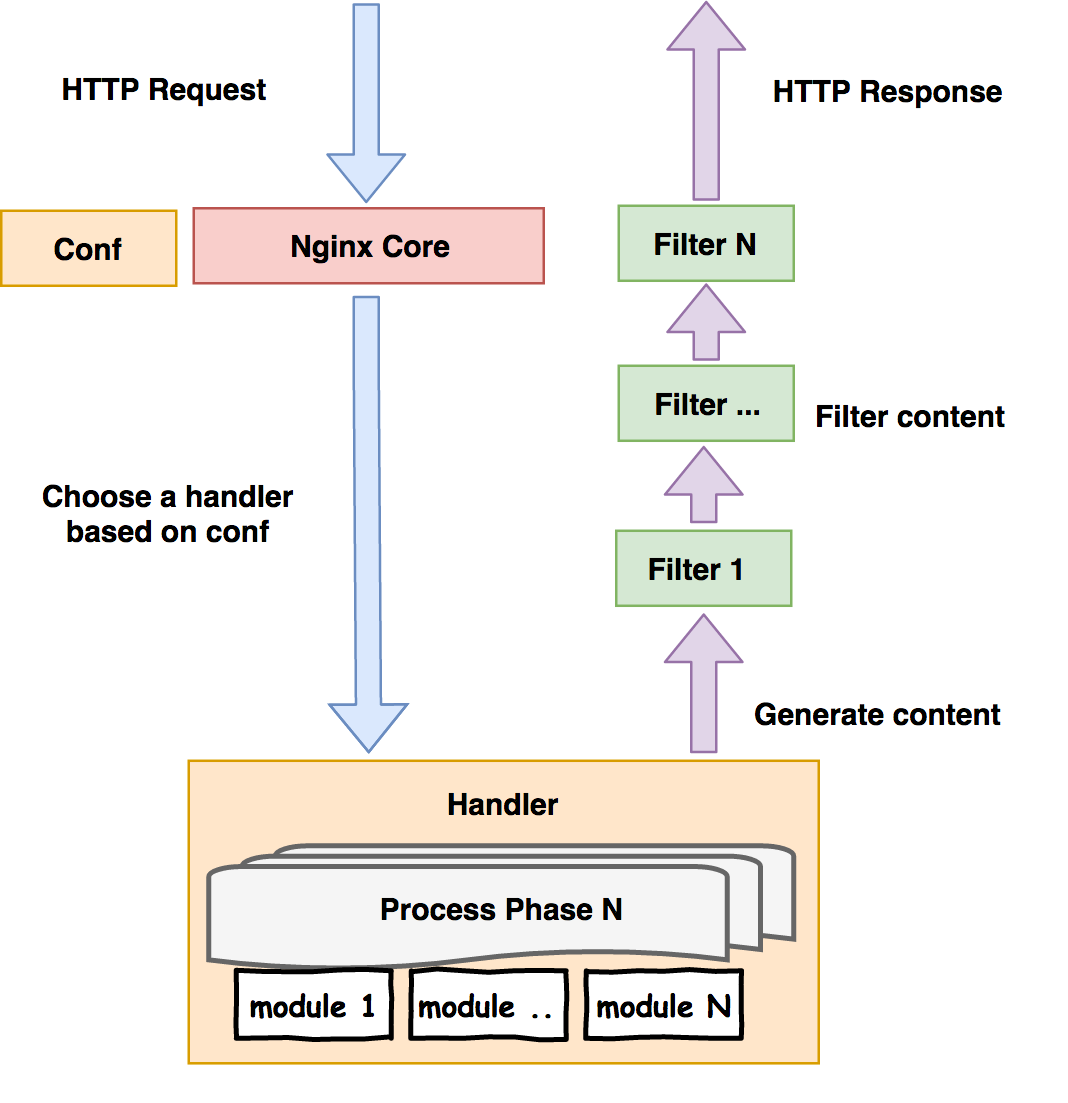 HTTP Request
HTTP Response
Conf
Nginx Core
Filter N
Filter ...
Filter content
Choose a handler
based on conf
Filter 1
Generate content
Handler
Process Phase N
module 1
module ..
module N